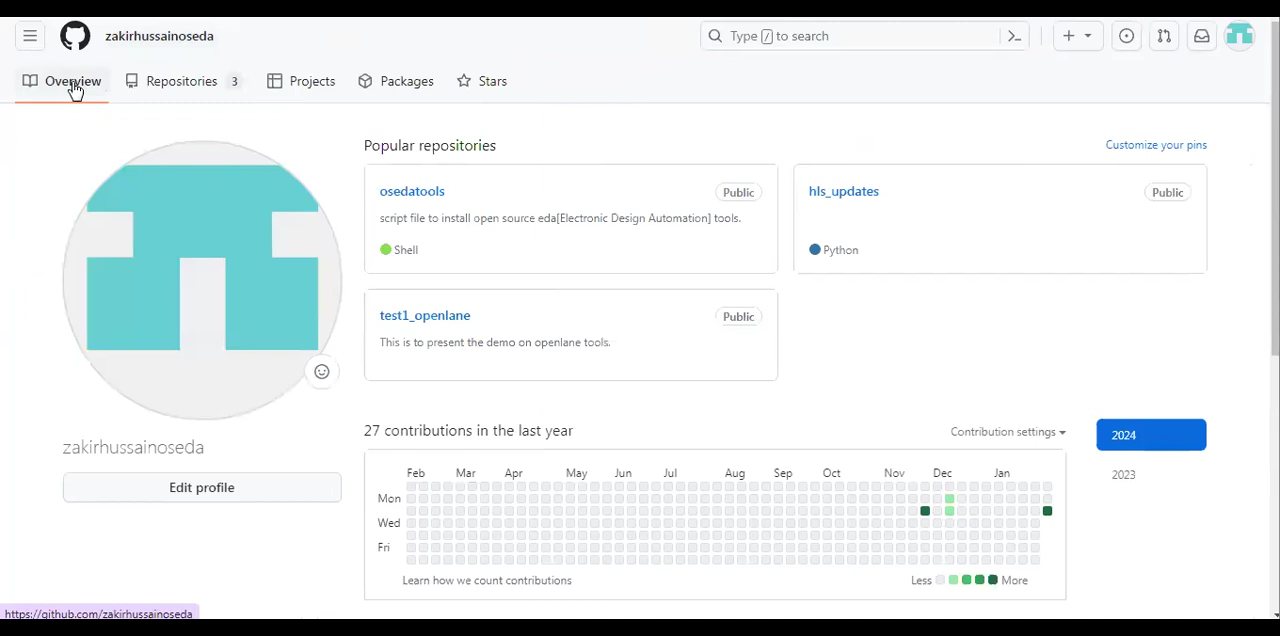 zakirhussainoseda
Type / to search
Overview
Repositories 3
Projects
Packages
Stars
Popular repositories
Customize your pins
osedatools
Public
script file to install open source eda[Electronic Design Automation] tools.
Shell
hls_updates
Public
Python
test1_openlane
Public
This is to present the demo on openlane tools.
zakirhussainoseda
Edit profile
27 contributions in the last year
Contribution settings
2024
2023
Feb Mar Apr May Jun Jul Aug Sep Oct Nov Dec Jan
Mon
Wed
Fri
Learn how we count contributions
Less More
https://github.com/zakirhussainoseda